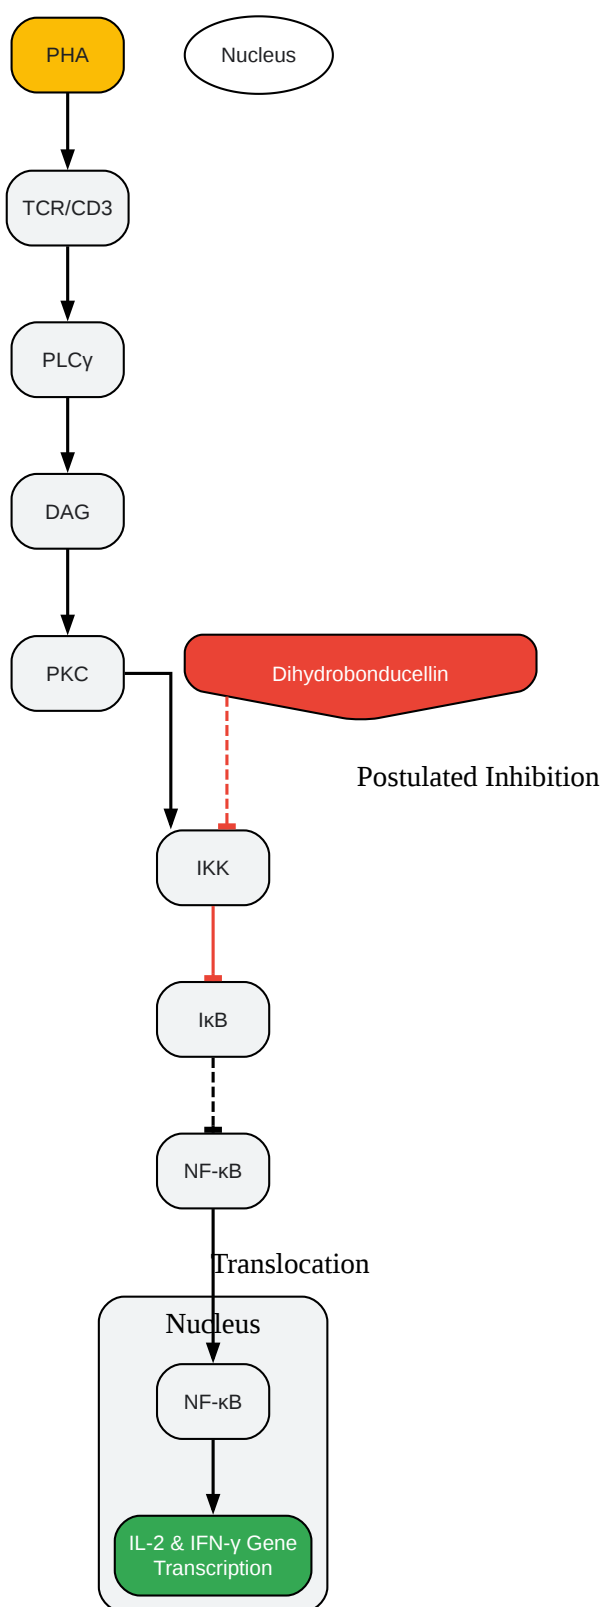 PHA
Nucleus
TCR/CD3
PLCγ
DAG
PKC
Dihydrobonducellin
Postulated Inhibition
IKK
IκB
NF-κB
Translocation
Nucleus
NF-κB
IL-2 & IFN-γ Gene
Transcription